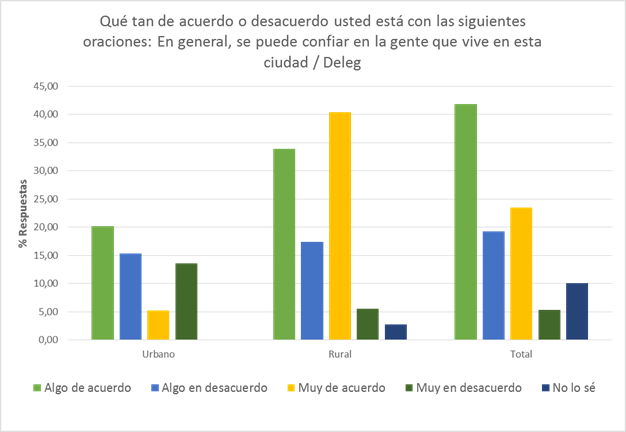 Qué tan de acuerdo o desacuerdo usted está con las siguientes
oraciones: En general, se puede confiar en la gente que vive en esta
ciudad / Deleg
45,00
40,00
35,00
30,00
25,00
20,00
15,00
10,00
5,00
0,00
% Respuestas
Urbano Rural Total
Algo de acuerdo Algo en desacuerdo Muy de acuerdo Muy en desacuerdo No lo sé